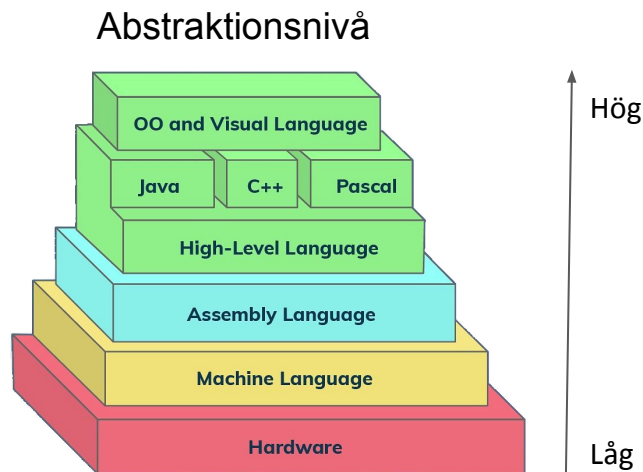 Abstraktionsnivå
Hög
OO and Visual Language
Java C++ Pascal
High-Level Language
Assembly Language
Machine Language
Hardware
Låg